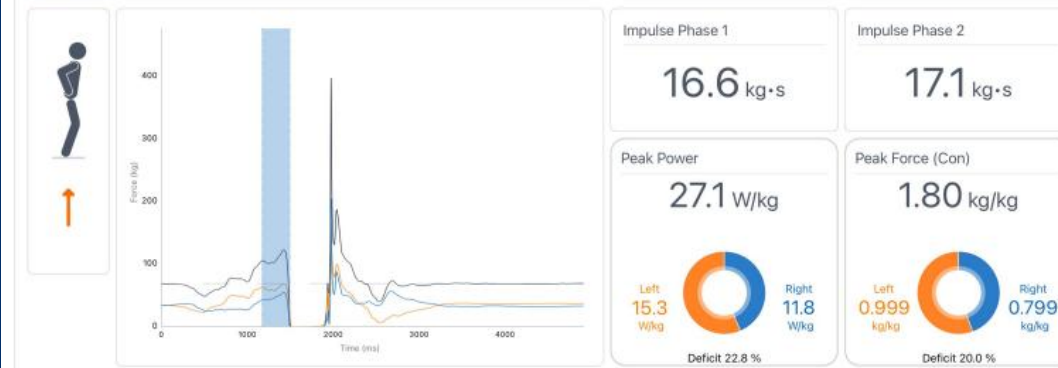 400
300
200
100
0
Force (kg)
0 1000 2000 3000 4000
Time (ms)
Impulse Phase 1
16.6 kg•s
Impulse Phase 2
17.1 kg•s
Peak Power
27.1 W/kg
Left
15.3
W/kg
Right
11.8
W/kg
Deficit 22.8 %
Peak Force (Con)
1.80 kg/kg
Left
0.999
kg/kg
Right
0.799
kg/kg
Deficit 20.0 %